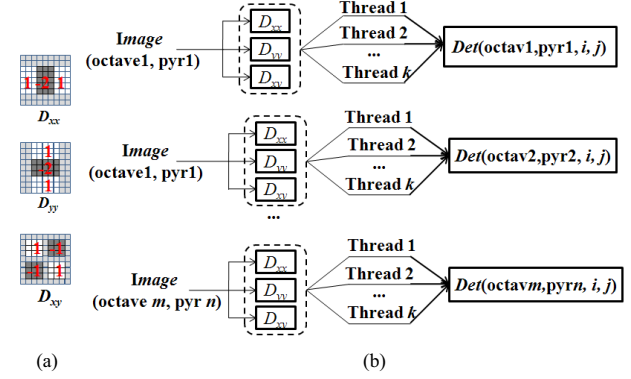 1 -2 1
Dxx
1
-2
1
Dyy
1 -1
-1 1
Dxy
(a)
Image
(octave1, pyr1)
Dxx
Dyy
Dxy
Thread 1
Thread 2
...
Thread k
Det(octav1,pyr1, i, j)
Image
(octave1, pyr1)
Dxx
Dyy
Dxy
...
Thread 1
Thread 2
...
Thread k
Det(octav2,pyr2, i, j)
Image
(octave m, pyr n)
Dxx
Dyy
Dxy
Thread 1
Thread 2
...
Thread k
Det(octavm,pyrn, i, j)
(b)